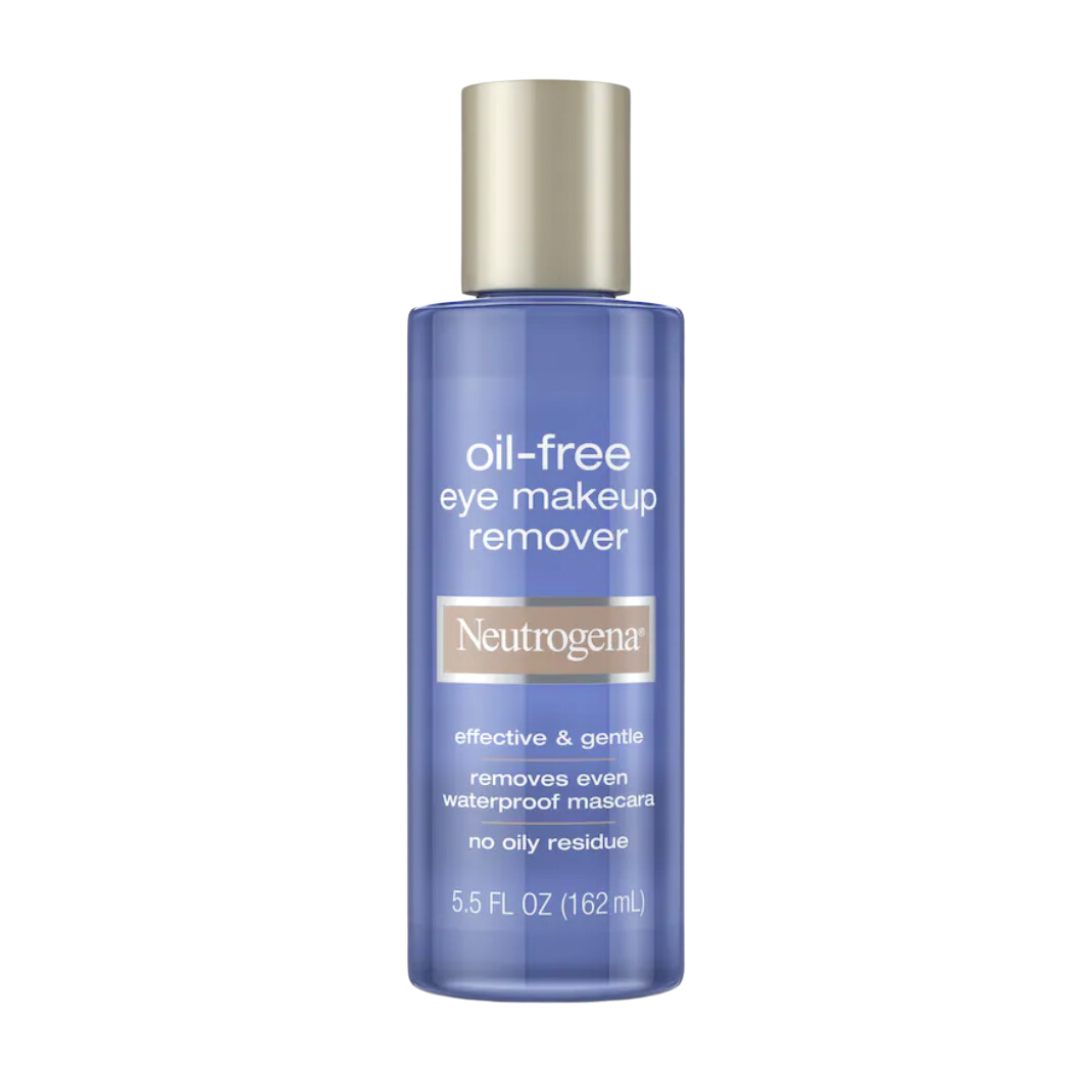 oil-free
eye makeup
remover
Neutrogena®
effective & gentle
removes even
waterproof mascara
no oily residue
5.5 FL OZ (162 mL)